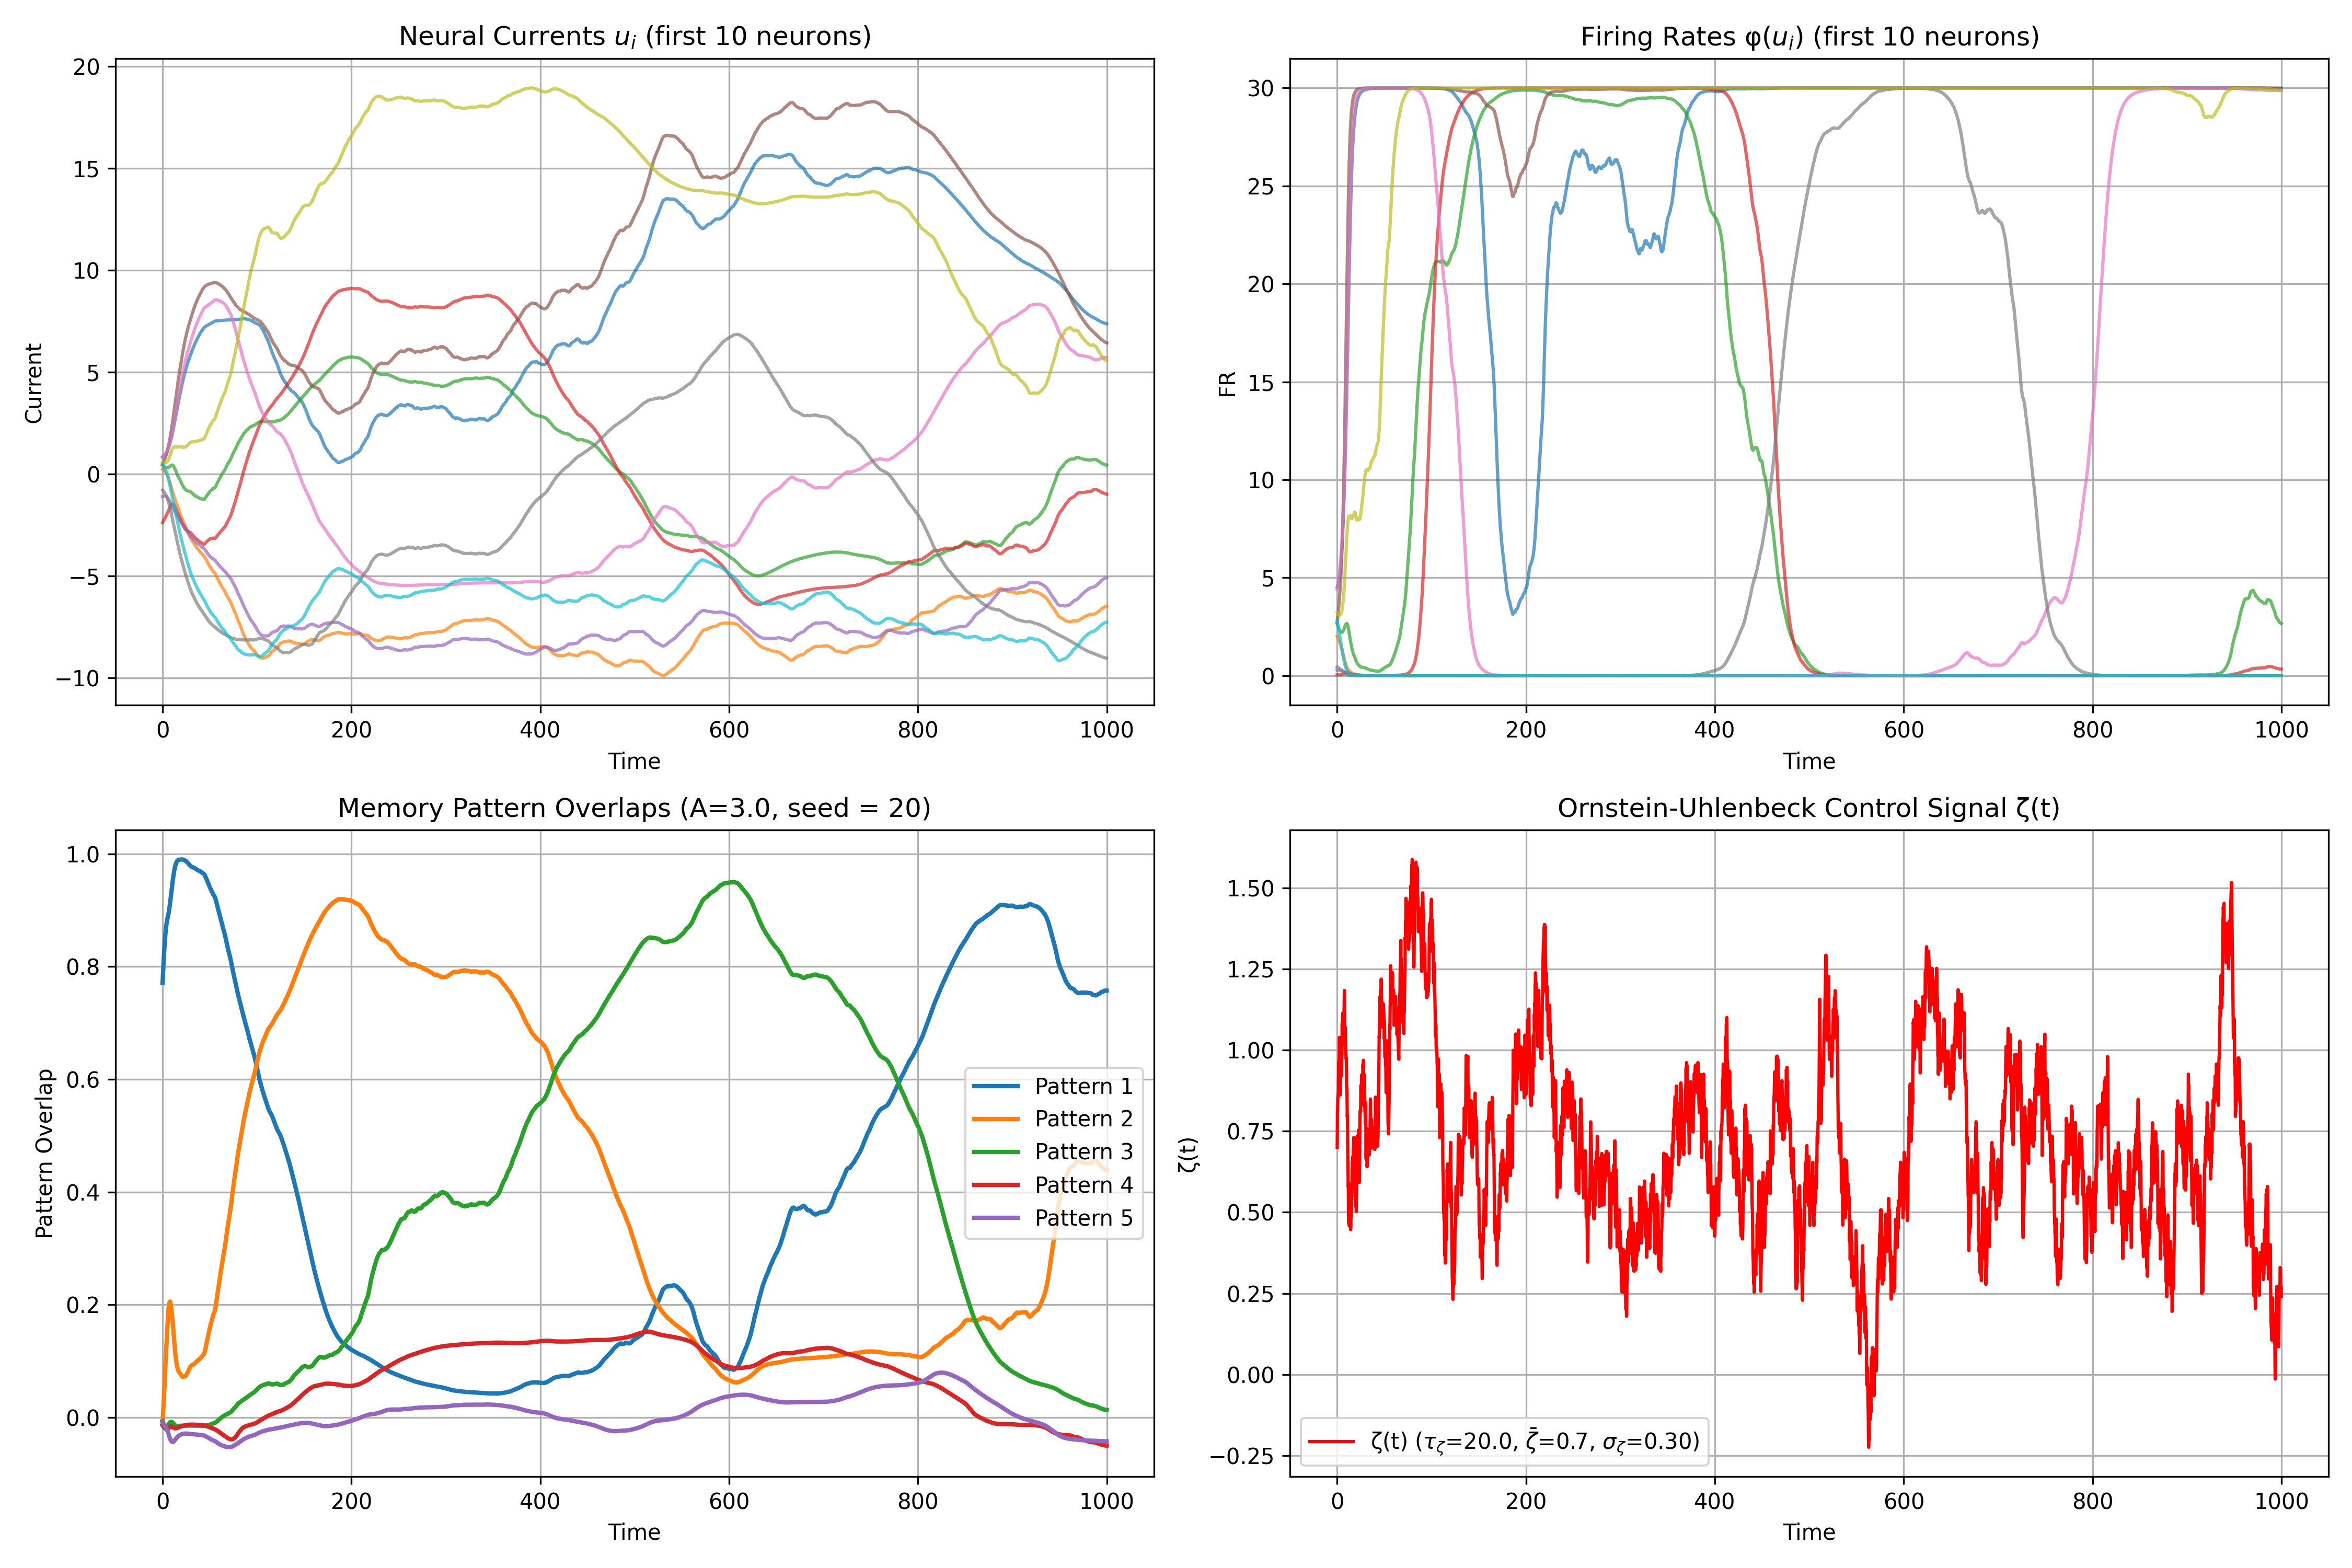 Neural Currents u_i (first 10 neurons)
20
15
10
5
0
−5
−10
Current
0 200 400 600 800 1000
Time
Firing Rates φ(u_i) (first 10 neurons)
30
25
20
15
10
5
0
FR
0 200 400 600 800 1000
Time
Memory Pattern Overlaps (A=3.0, seed = 20)
1.0
0.8
0.6
0.4
0.2
0.0
Pattern Overlap
Pattern 1
Pattern 2
Pattern 3
Pattern 4
Pattern 5
0 200 400 600 800 1000
Time
Ornstein-Uhlenbeck Control Signal ζ(t)
1.50
1.25
1.00
0.75
0.50
0.25
0.00
−0.25
ζ(t)
ζ(t) (τ_ζ=20.0, ζ̄=0.7, σ_ζ=0.30)
0 200 400 600 800 1000
Time